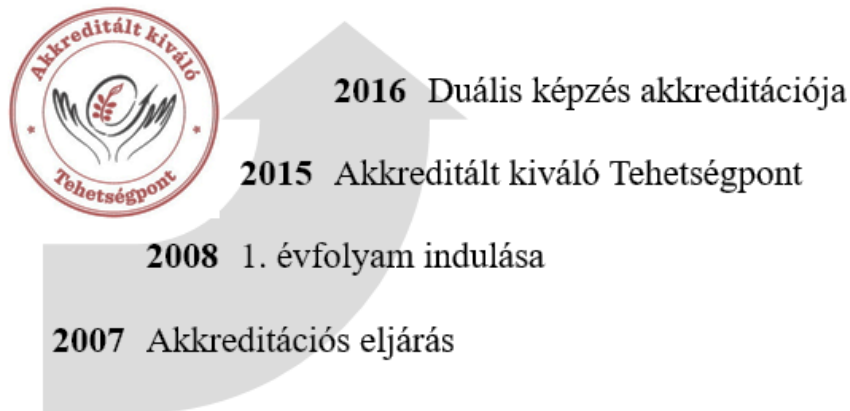 Akkreditált kiváló
Tehetségpont
2016 Duális képzés akkreditációja
2015 Akkreditált kiváló Tehetségpont
2008 1. évfolyam indulása
2007 Akkreditációs eljárás